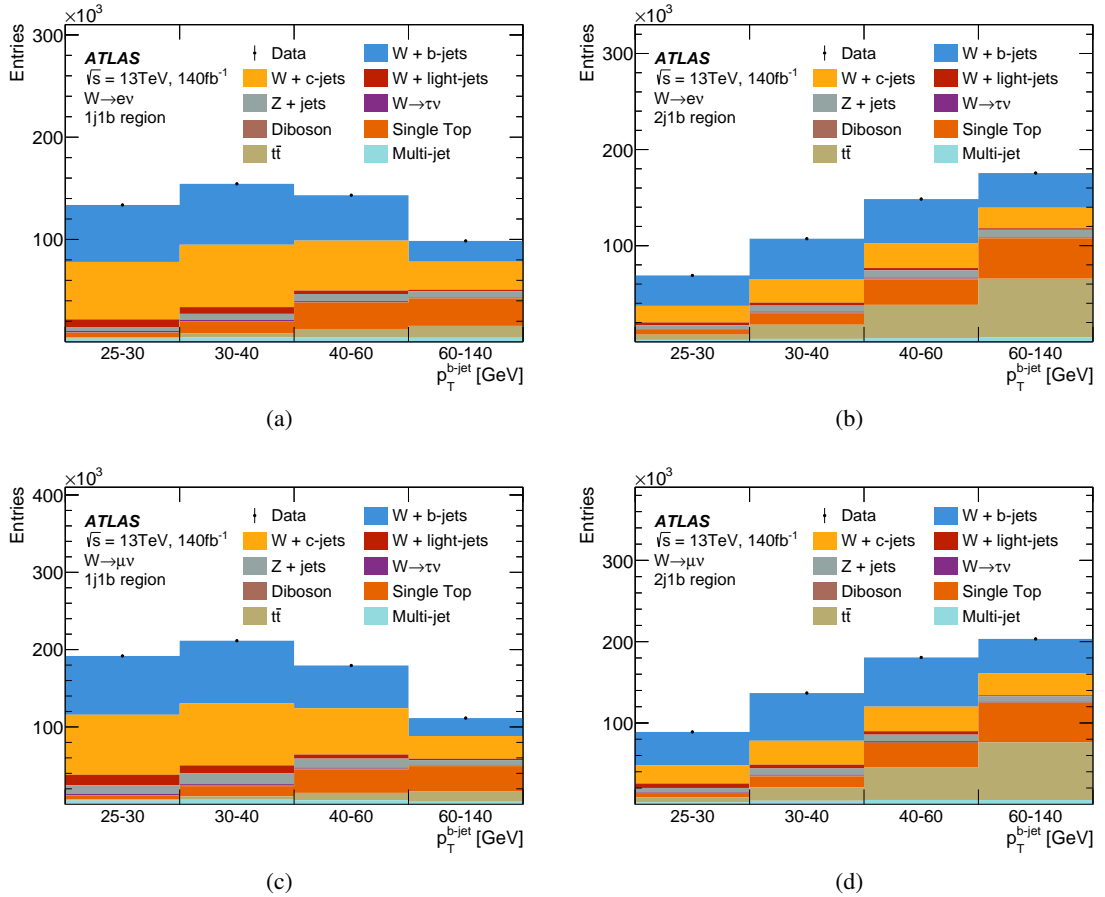 ×10³
Entries
300
200
100
ATLAS
√s = 13TeV, 140fb⁻¹
W→eν
1j1b region
Data
W + b-jets
W + c-jets
W + light-jets
Z + jets
W→τν
Diboson
Single Top
tt̄
Multi-jet
25-30 30-40 40-60 60-140
p_T^{b-jet} [GeV]
(a)
×10³
Entries
300
200
100
ATLAS
√s = 13TeV, 140fb⁻¹
W→eν
2j1b region
Data
W + b-jets
W + c-jets
W + light-jets
Z + jets
W→τν
Diboson
Single Top
tt̄
Multi-jet
25-30 30-40 40-60 60-140
p_T^{b-jet} [GeV]
(b)
×10³
Entries
400
300
200
100
ATLAS
√s = 13TeV, 140fb⁻¹
W→μν
1j1b region
Data
W + b-jets
W + c-jets
W + light-jets
Z + jets
W→τν
Diboson
Single Top
tt̄
Multi-jet
25-30 30-40 40-60 60-140
p_T^{b-jet} [GeV]
(c)
×10³
Entries
300
200
100
ATLAS
√s = 13TeV, 140fb⁻¹
W→μν
2j1b region
Data
W + b-jets
W + c-jets
W + light-jets
Z + jets
W→τν
Diboson
Single Top
tt̄
Multi-jet
25-30 30-40 40-60 60-140
p_T^{b-jet} [GeV]
(d)